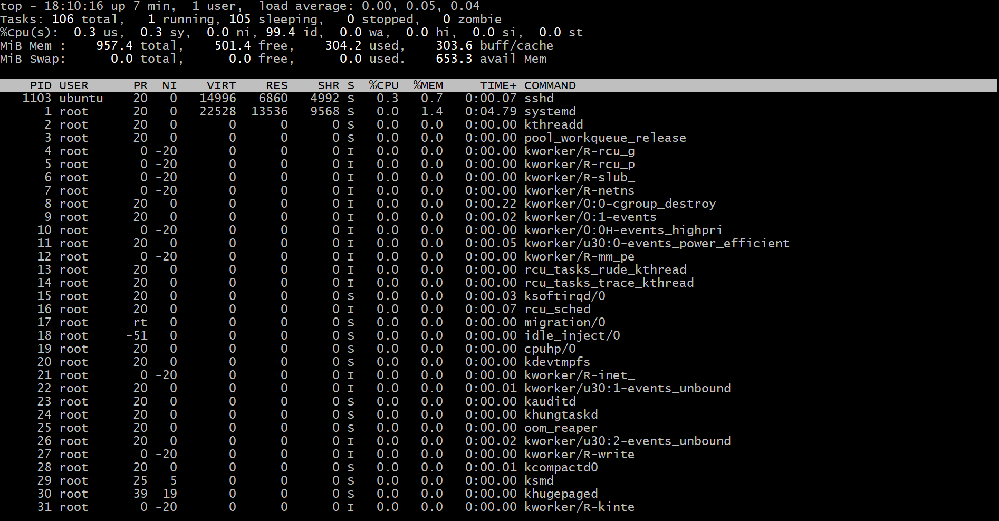 top - 18:10:16 up 7 min,  1 user,  load average: 0.00, 0.05, 0.04
Tasks: 106 total,   1 running, 105 sleeping,   0 stopped,   0 zombie
%Cpu(s):  0.3 us,  0.3 sy,  0.0 ni, 99.4 id,  0.0 wa,  0.0 hi,  0.0 si,  0.0 st
MiB Mem :    957.4 total,    501.4 free,    304.2 used,    303.6 buff/cache
MiB Swap:      0.0 total,      0.0 free,      0.0 used.    653.3 avail Mem
    PID USER      PR  NI    VIRT    RES    SHR S  %CPU  %MEM     TIME+ COMMAND
   1103 ubuntu    20   0   14996   6860   4992 S   0.3   0.7   0:00.07 sshd
      1 root      20   0   22528  13536   9568 S   0.0   1.4   0:04.79 systemd
      2 root      20   0       0      0      0 S   0.0   0.0   0:00.00 kthreadd
      3 root      20   0       0      0      0 S   0.0   0.0   0:00.00 pool_workqueue_release
      4 root       0 -20       0      0      0 I   0.0   0.0   0:00.00 kworker/R-rcu_g
      5 root       0 -20       0      0      0 I   0.0   0.0   0:00.00 kworker/R-rcu_p
      6 root       0 -20       0      0      0 I   0.0   0.0   0:00.00 kworker/R-slub_
      7 root       0 -20       0      0      0 I   0.0   0.0   0:00.00 kworker/R-netns
      8 root      20   0       0      0      0 I   0.0   0.0   0:00.22 kworker/0:0-cgroup_destroy
      9 root      20   0       0      0      0 I   0.0   0.0   0:00.02 kworker/0:1-events
     10 root       0 -20       0      0      0 I   0.0   0.0   0:00.00 kworker/0:0H-events_highpri
     11 root      20   0       0      0      0 I   0.0   0.0   0:00.05 kworker/u30:0-events_power_efficient
     12 root       0 -20       0      0      0 I   0.0   0.0   0:00.00 kworker/R-mm_pe
     13 root      20   0       0      0      0 I   0.0   0.0   0:00.00 rcu_tasks_rude_kthread
     14 root      20   0       0      0      0 I   0.0   0.0   0:00.00 rcu_tasks_trace_kthread
     15 root      20   0       0      0      0 S   0.0   0.0   0:00.03 ksoftirqd/0
     16 root      20   0       0      0      0 I   0.0   0.0   0:00.07 rcu_sched
     17 root      rt   0       0      0      0 S   0.0   0.0   0:00.00 migration/0
     18 root     -51   0       0      0      0 S   0.0   0.0   0:00.00 idle_inject/0
     19 root      20   0       0      0      0 S   0.0   0.0   0:00.00 cpuhp/0
     20 root      20   0       0      0      0 S   0.0   0.0   0:00.00 kdevtmpfs
     21 root       0 -20       0      0      0 I   0.0   0.0   0:00.00 kworker/R-inet_
     22 root      20   0       0      0      0 I   0.0   0.0   0:00.01 kworker/u30:1-events_unbound
     23 root      20   0       0      0      0 S   0.0   0.0   0:00.00 kauditd
     24 root      20   0       0      0      0 S   0.0   0.0   0:00.00 khungtaskd
     25 root      20   0       0      0      0 S   0.0   0.0   0:00.00 oom_reaper
     26 root      20   0       0      0      0 I   0.0   0.0   0:00.02 kworker/u30:2-events_unbound
     27 root       0 -20       0      0      0 I   0.0   0.0   0:00.00 kworker/R-write
     28 root      20   0       0      0      0 S   0.0   0.0   0:00.01 kcompactd0
     29 root      25   5       0      0      0 S   0.0   0.0   0:00.00 ksmd
     30 root      39  19       0      0      0 S   0.0   0.0   0:00.00 khugepaged
     31 root       0 -20       0      0      0 I   0.0   0.0   0:00.00 kworker/R-kinte